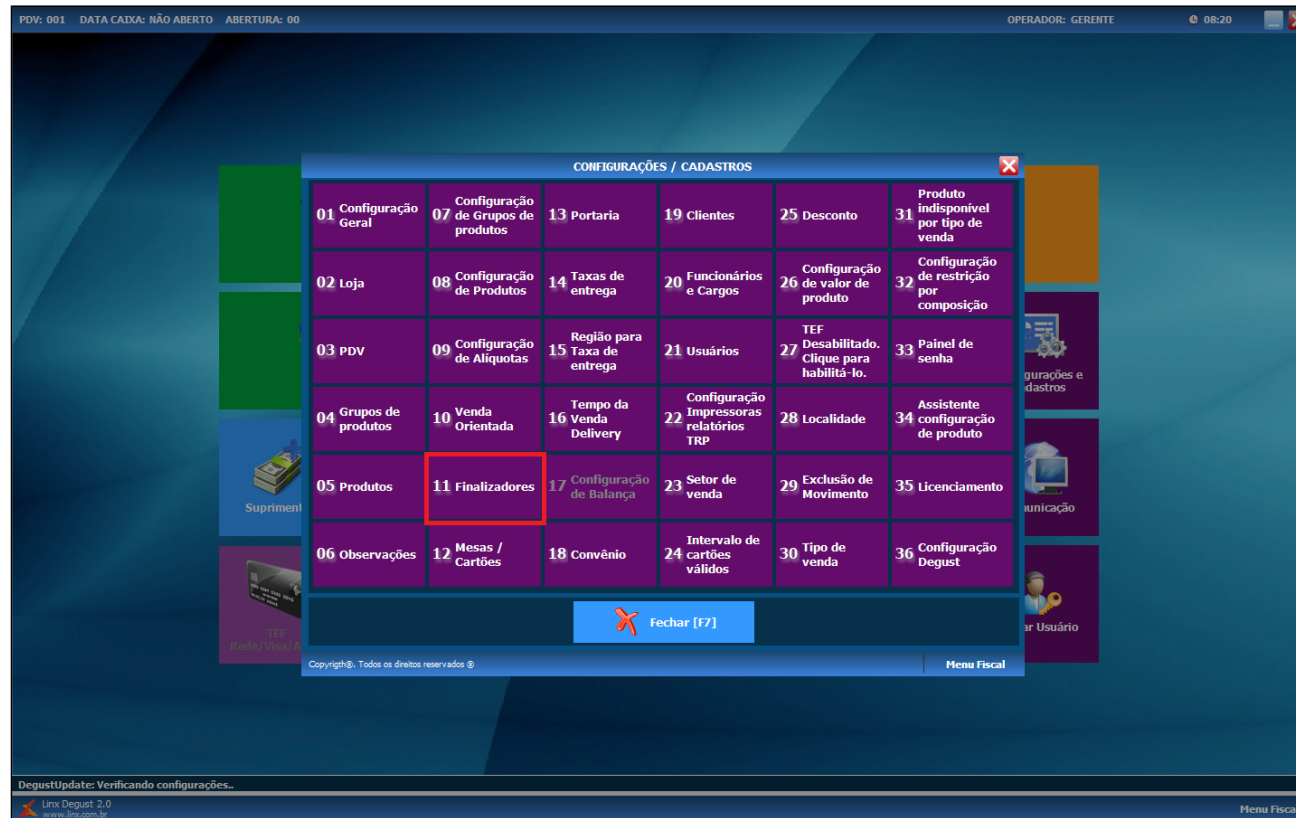 PDV: 001 DATA CAIXA: NÃO ABERTO ABERTURA: 00 OPERADOR: GERENTE 08:20
CONFIGURAÇÕES / CADASTROS
01 Configuração
Geral
07 Configuração
de Grupos de
produtos
13 Portaria
19 Clientes
25 Desconto
31 Produto
indisponível
por tipo de
venda
02 Loja
08 Configuração
de Produtos
14 Taxas de
entrega
20 Funcionários
e Cargos
26 Configuração
de valor de
produto
32 Configuração
de restrição
por
composição
03 PDV
09 Configuração
de Alíquotas
15 Região para
Taxa de
entrega
21 Usuários
27 TEF
Desabilitado.
Clique para
habilitá-lo.
33 Painel de
senha
04 Grupos de
produtos
10 Venda
Orientada
16 Tempo da
Venda
Delivery
22 Configuração
Impressoras
relatórios
TRP
28 Localidade
34 Assistente
configuração
de produto
05 Produtos
11 Finalizadores
17 Configuração
de Balança
23 Setor de
venda
29 Exclusão de
Movimento
35 Licenciamento
06 Observações
12 Mesas /
Cartões
18 Convênio
24 Intervalo de
cartões
válidos
30 Tipo de
venda
36 Configuração
Degust
Fechar [F7]
Copyrigth®. Todos os direitos reservados ®
Menu Fiscal
gurações e
dastros
Supriment
unicação
TEF
Rede/Visa/A
ar Usuário
DegustUpdate: Verificando configurações..
Linx Degust 2.0
www.linx.com.br
Menu Fisca